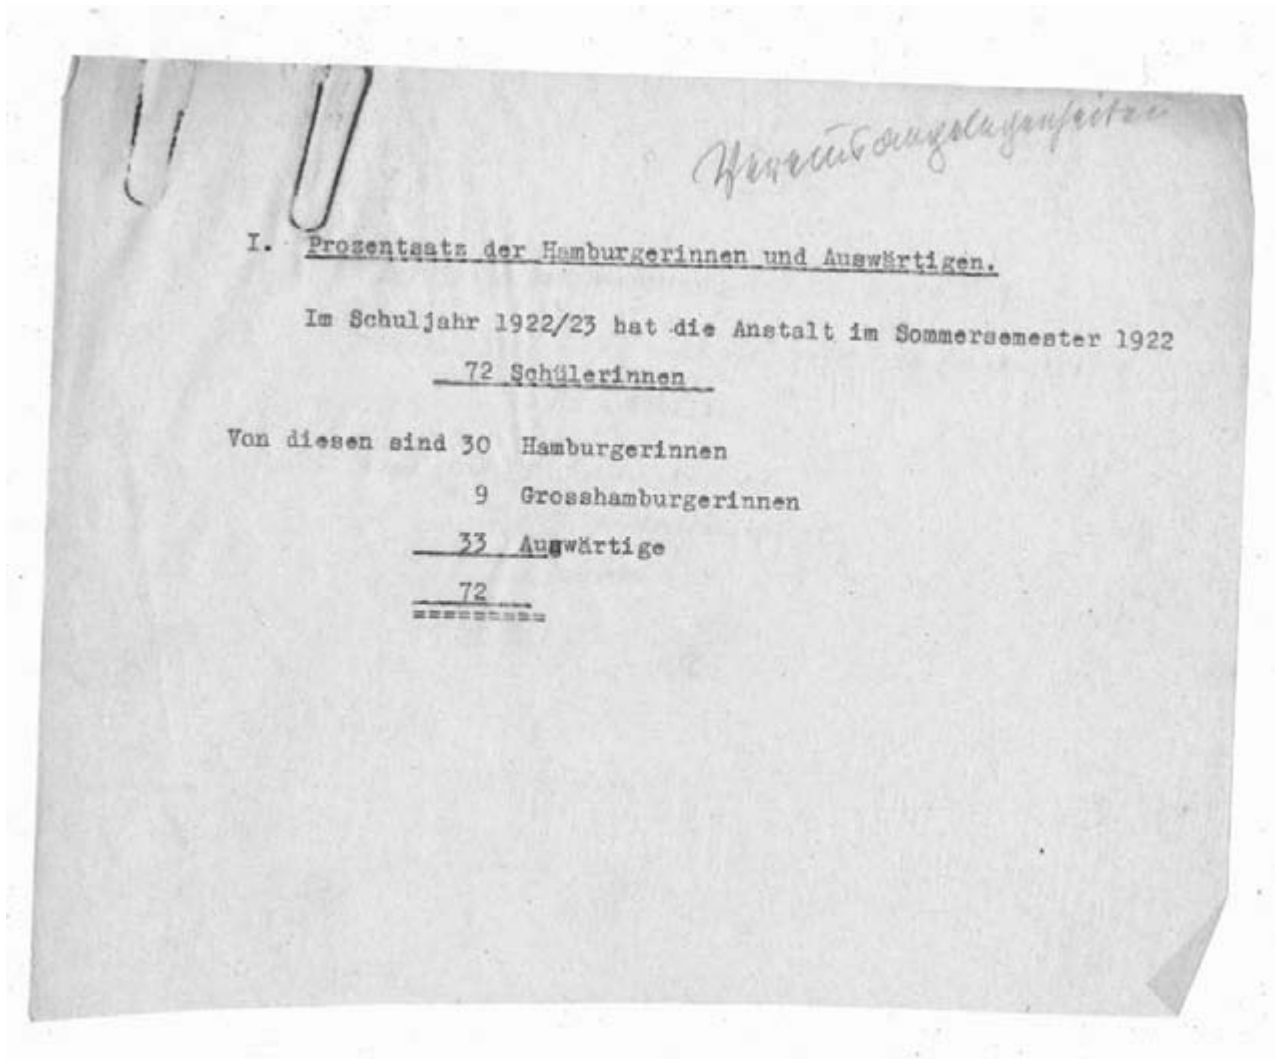 Vereinsangelegenheiten
I. Prozentsatz der Hamburgerinnen und Auswärtigen.
Im Schuljahr 1922/23 hat die Anstalt im Sommersemester 1922
72 Schülerinnen
Von diesen sind 30 Hamburgerinnen
9 Grosshamburgerinnen
33 Auswärtige
72
=========